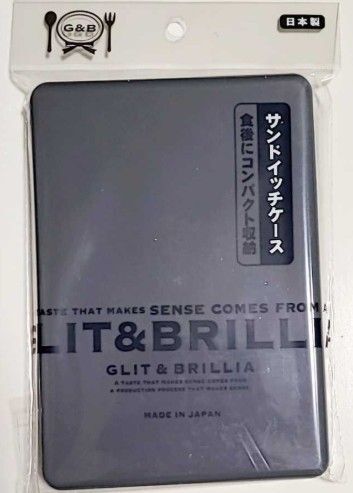 G&B
日本製
サンドイッチケース
食後にコンパクト収納
TASTE THAT MAKES SENSE COMES FROM A
LIT&BRILLI
GLIT & BRILLIA
A TASTE THAT MAKES SENSE COMES FROM
A PRODUCTION PROCESS THAT MAKES SENSE.
MADE IN JAPAN